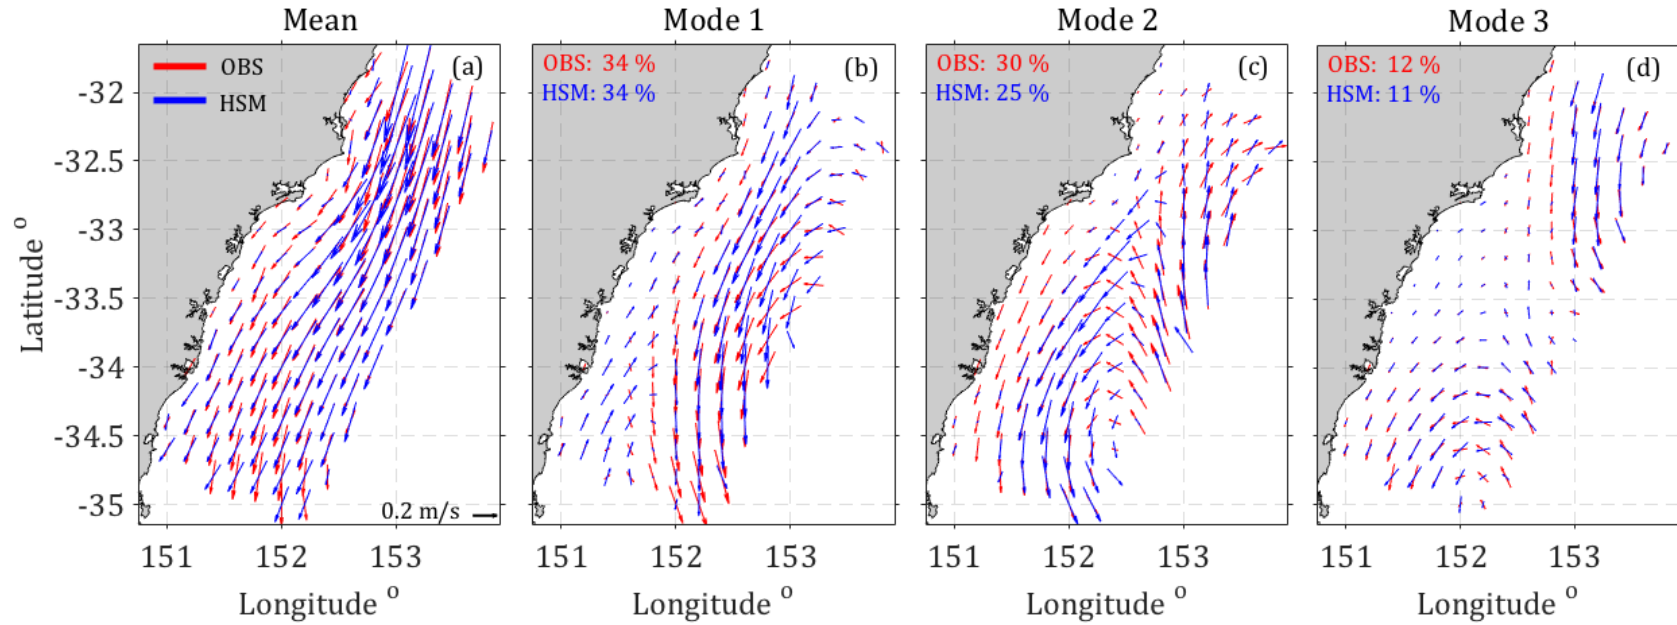 Mean
Mode 1
Mode 2
Mode 3
OBS
HSM
(a)
OBS: 34 %
HSM: 34 %
(b)
OBS: 30 %
HSM: 25 %
(c)
OBS: 12 %
HSM: 11 %
(d)
-32
-32.5
-33
-33.5
-34
-34.5
-35
Latitude °
0.2 m/s
151 152 153
151 152 153
151 152 153
151 152 153
Longitude °
Longitude °
Longitude °
Longitude °